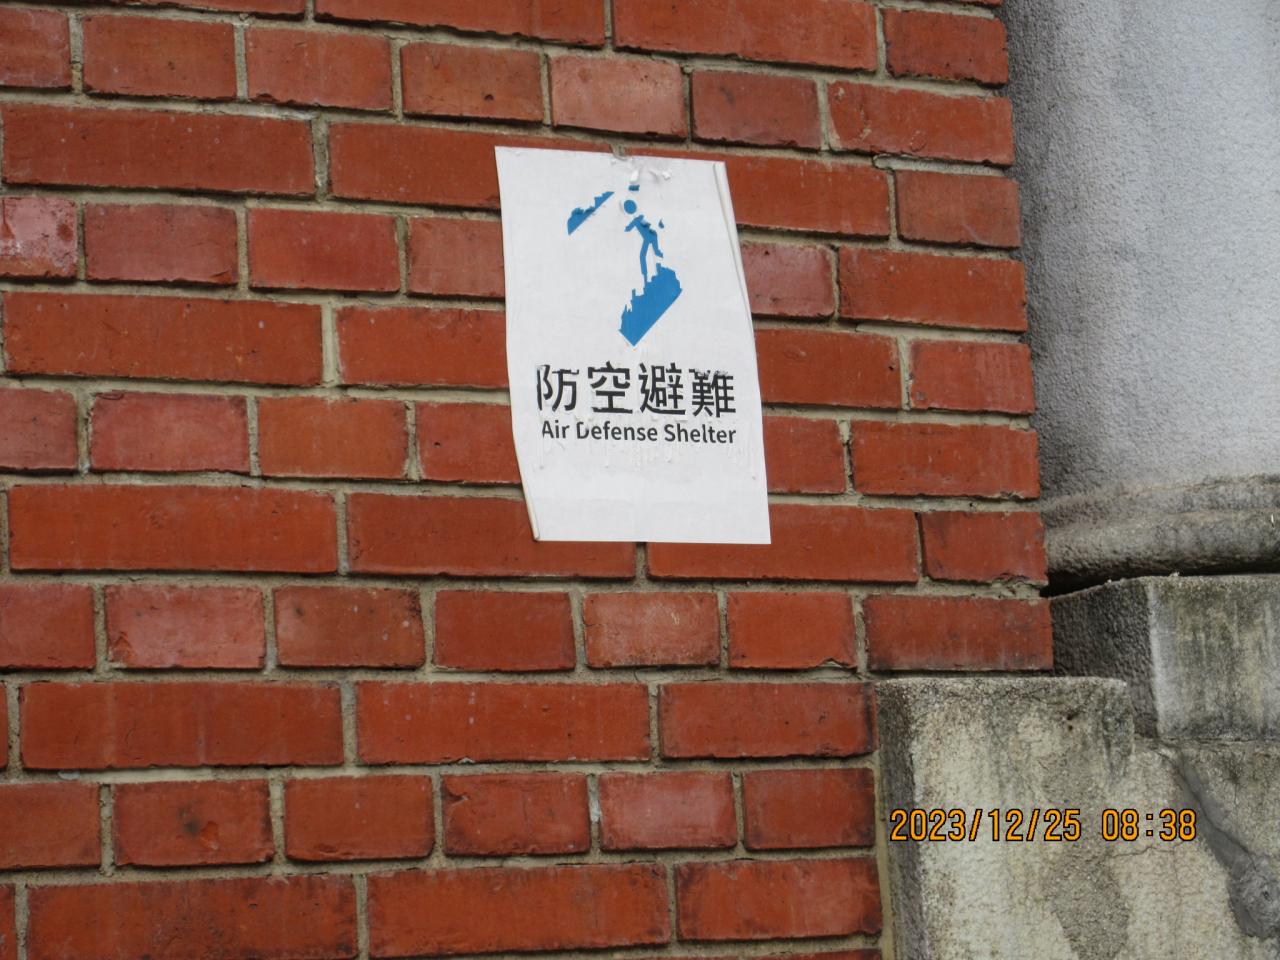 防空避難
Air Defense Shelter
2023/12/25 08:38